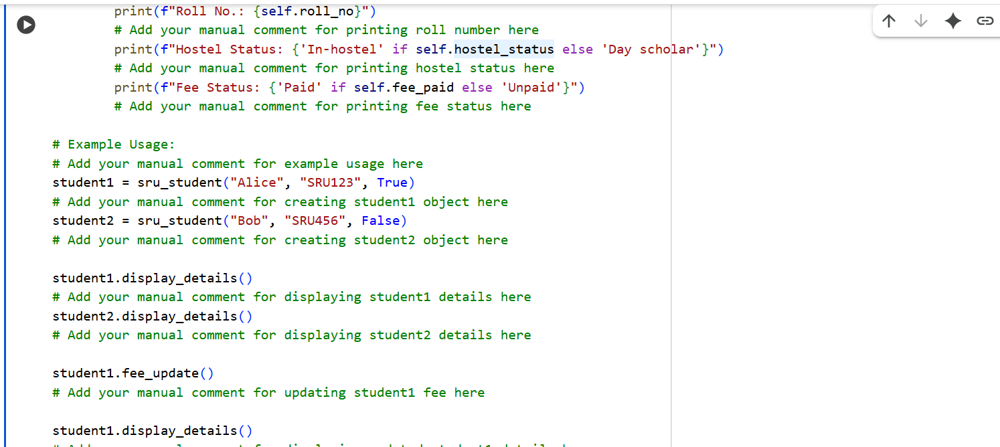 print(f"Roll No.: {self.roll_no}")
# Add your manual comment for printing roll number here
print(f"Hostel Status: {'In-hostel' if self.hostel_status else 'Day scholar'}")
# Add your manual comment for printing hostel status here
print(f"Fee Status: {'Paid' if self.fee_paid else 'Unpaid'}")
# Add your manual comment for printing fee status here
# Example Usage:
# Add your manual comment for example usage here
student1 = sru_student("Alice", "SRU123", True)
# Add your manual comment for creating student1 object here
student2 = sru_student("Bob", "SRU456", False)
# Add your manual comment for creating student2 object here
student1.display_details()
# Add your manual comment for displaying student1 details here
student2.display_details()
# Add your manual comment for displaying student2 details here
student1.fee_update()
# Add your manual comment for updating student1 fee here
student1.display_details()